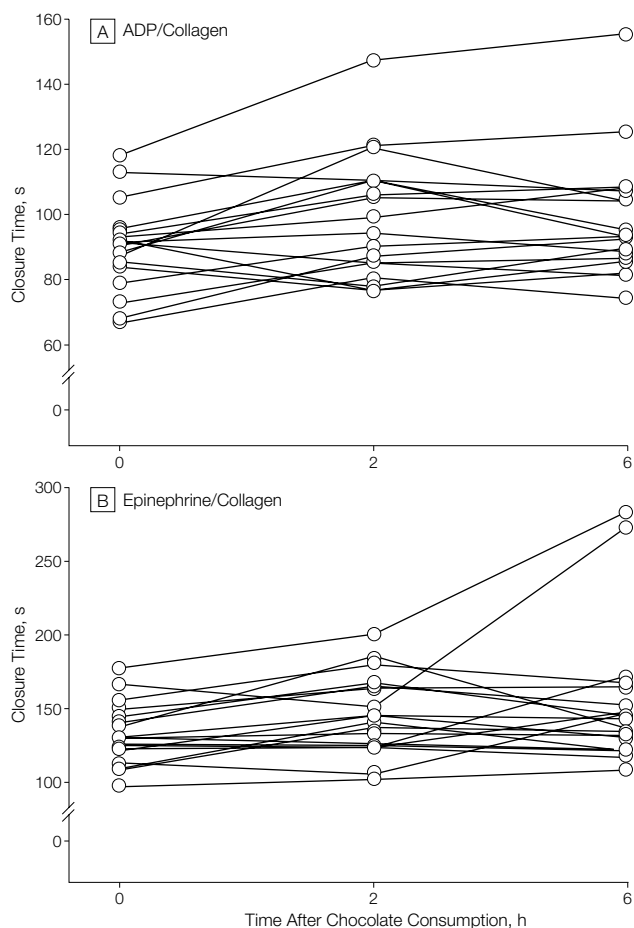 A ADP/Collagen
160
140
120
100
80
60
0
Closure Time, s
0 2 6
B Epinephrine/Collagen
300
250
200
150
100
0
Closure Time, s
0 2 6
Time After Chocolate Consumption, h